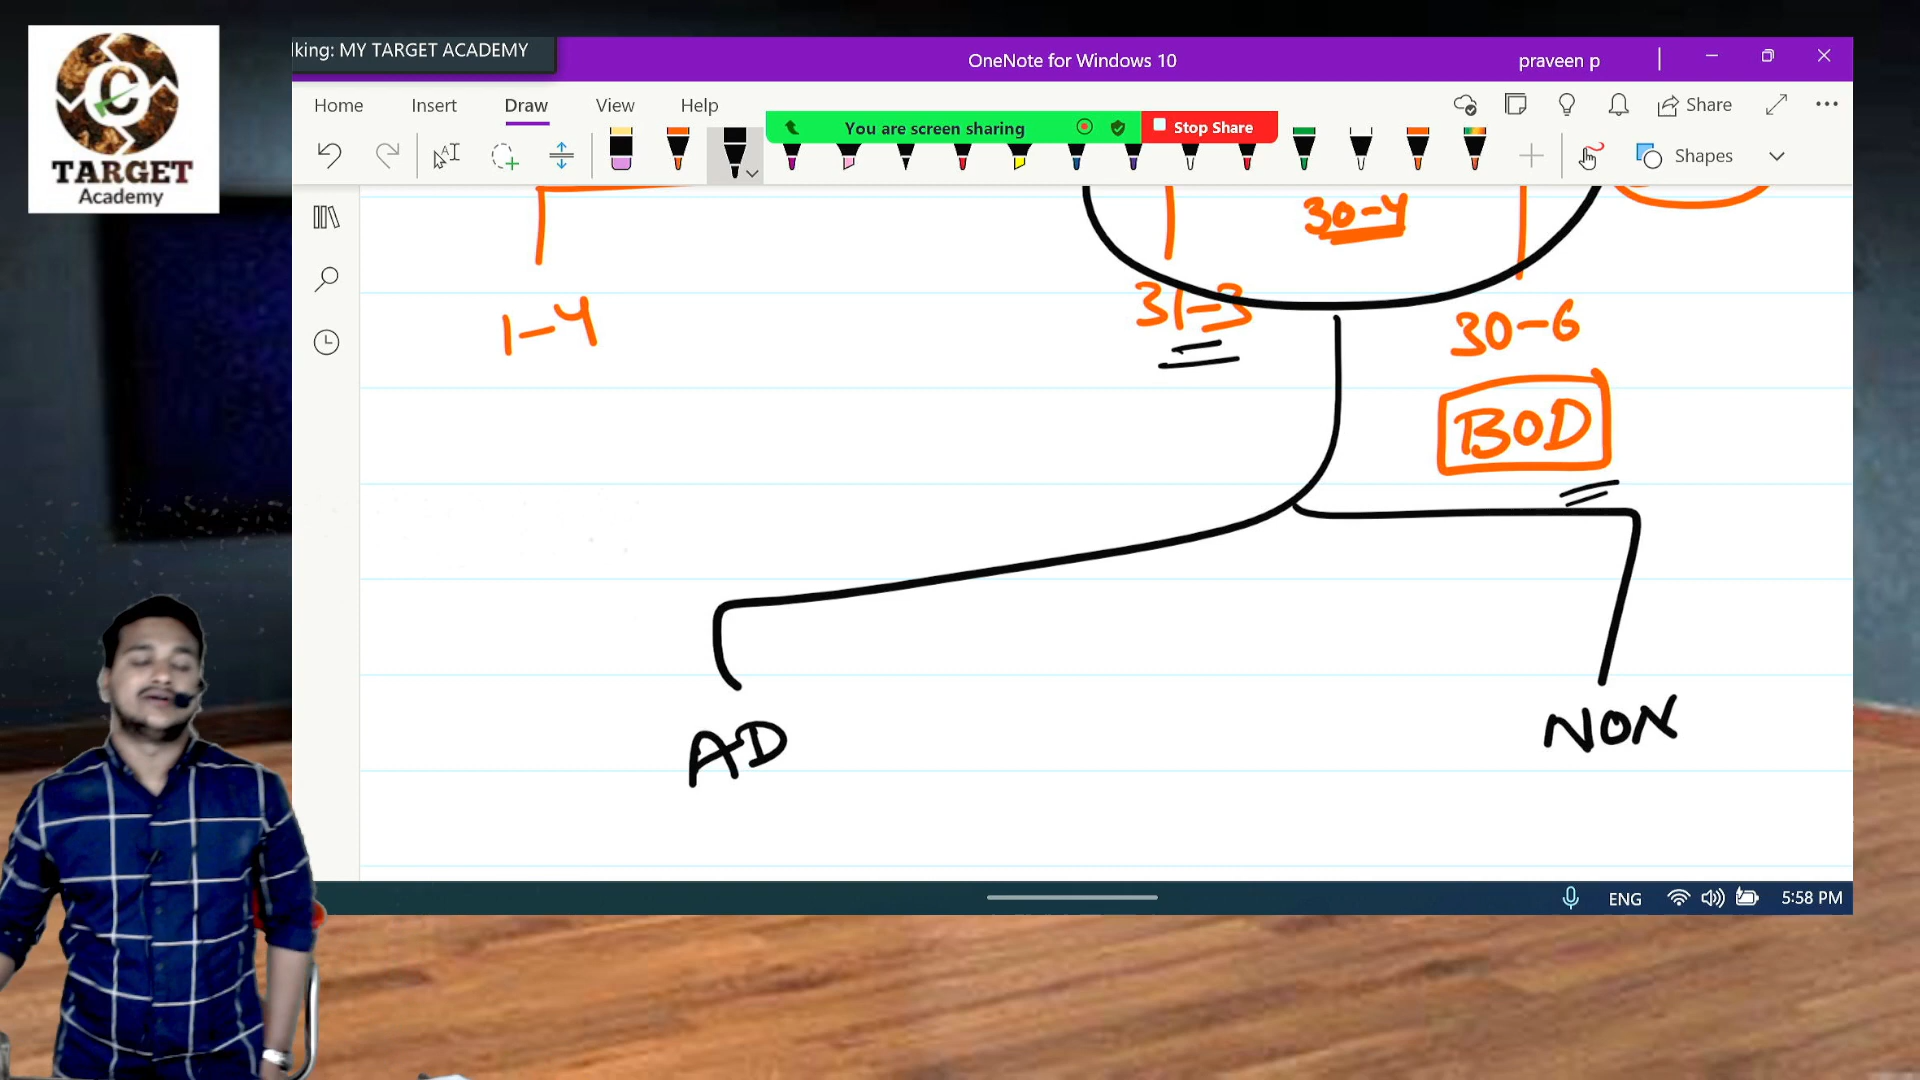 TARGET
Academy
lking: MY TARGET ACADEMY
OneNote for Windows 10
praveen p
Home Insert Draw View Help
Share
You are screen sharing
Stop Share
Shapes
30-4
1-4
31-3
30-6
BOD
AD
NON
ENG
5:58 PM